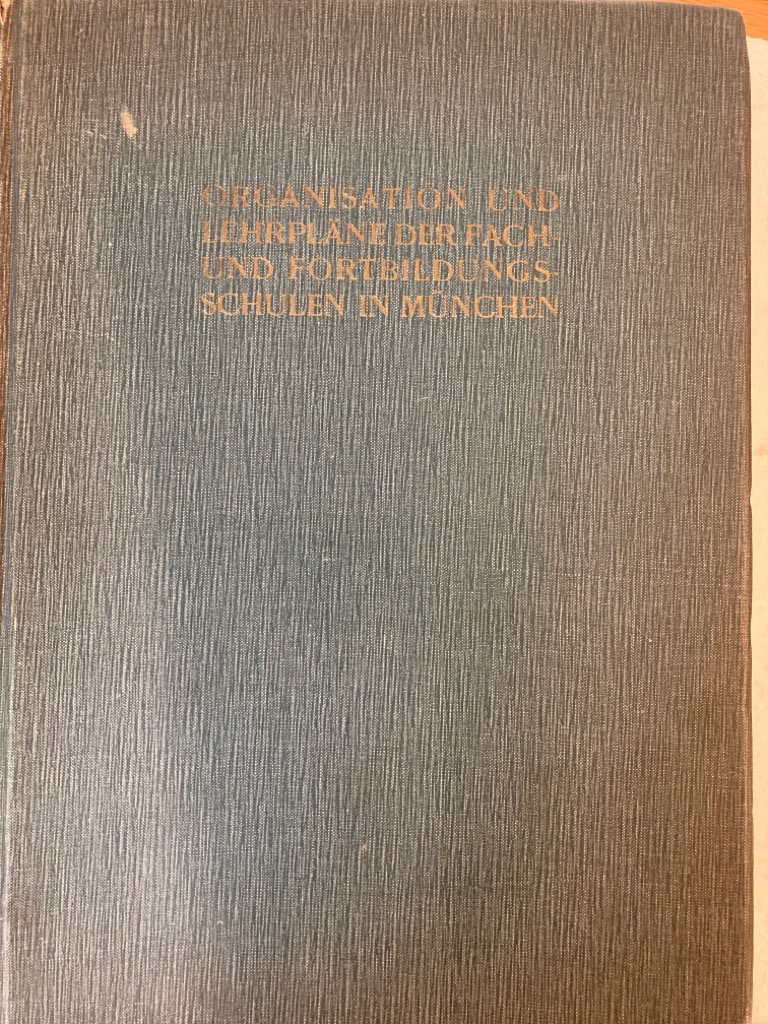 ORGANISATION UND
LEHRPLÄNE DER FACH-
UND FORTBILDUNGS-
SCHULEN IN MÜNCHEN